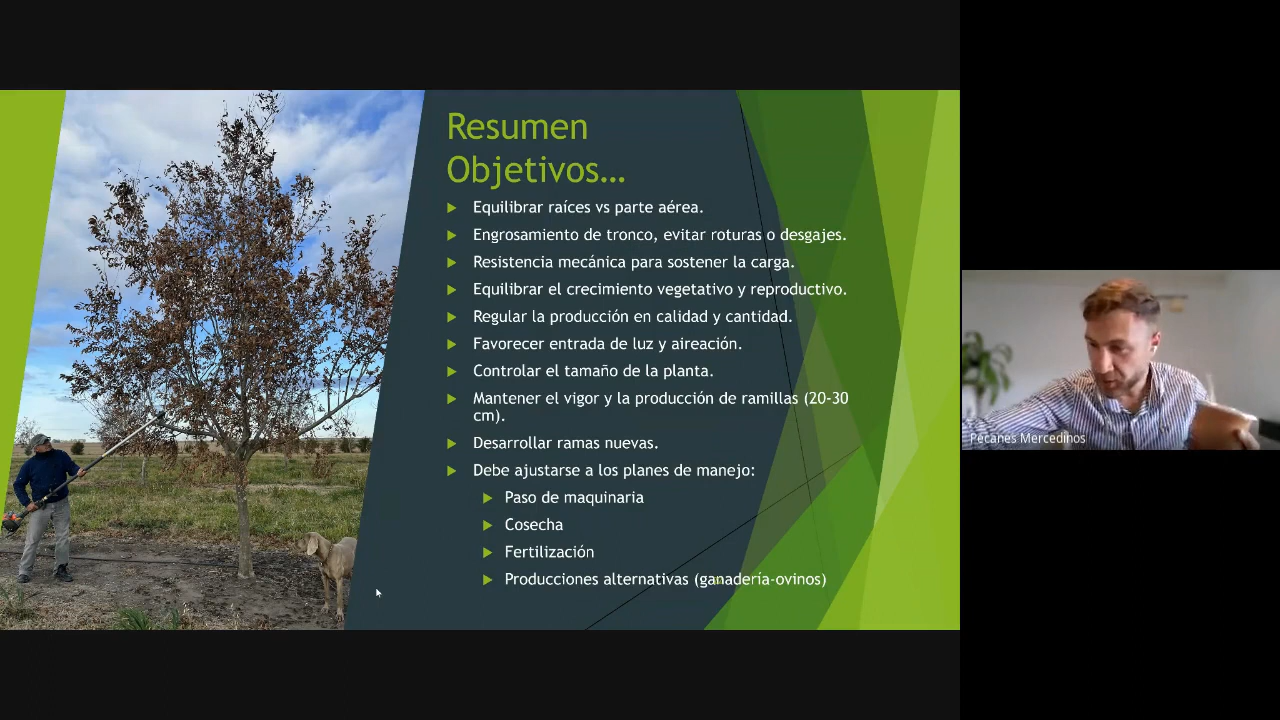 Resumen
Objetivos…
Equilibrar raíces vs parte aérea.
Engrosamiento de tronco, evitar roturas o desgajes.
Resistencia mecánica para sostener la carga.
Equilibrar el crecimiento vegetativo y reproductivo.
Regular la producción en calidad y cantidad.
Favorecer entrada de luz y aireación.
Controlar el tamaño de la planta.
Mantener el vigor y la producción de ramillas (20-30
cm).
Desarrollar ramas nuevas.
Debe ajustarse a los planes de manejo:
Paso de maquinaria
Cosecha
Fertilización
Producciones alternativas (ganadería-ovinos)
Pecanes Mercedinos